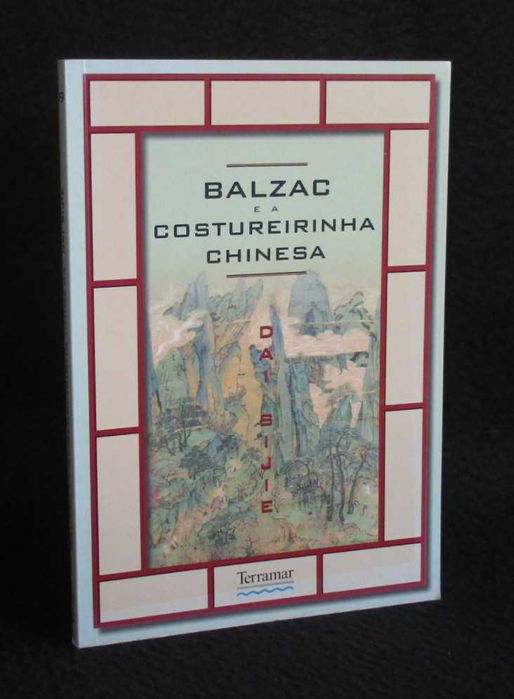 BALZAC
E A
COSTUREIRINHA
CHINESA
DAI SIJIE
Terramar